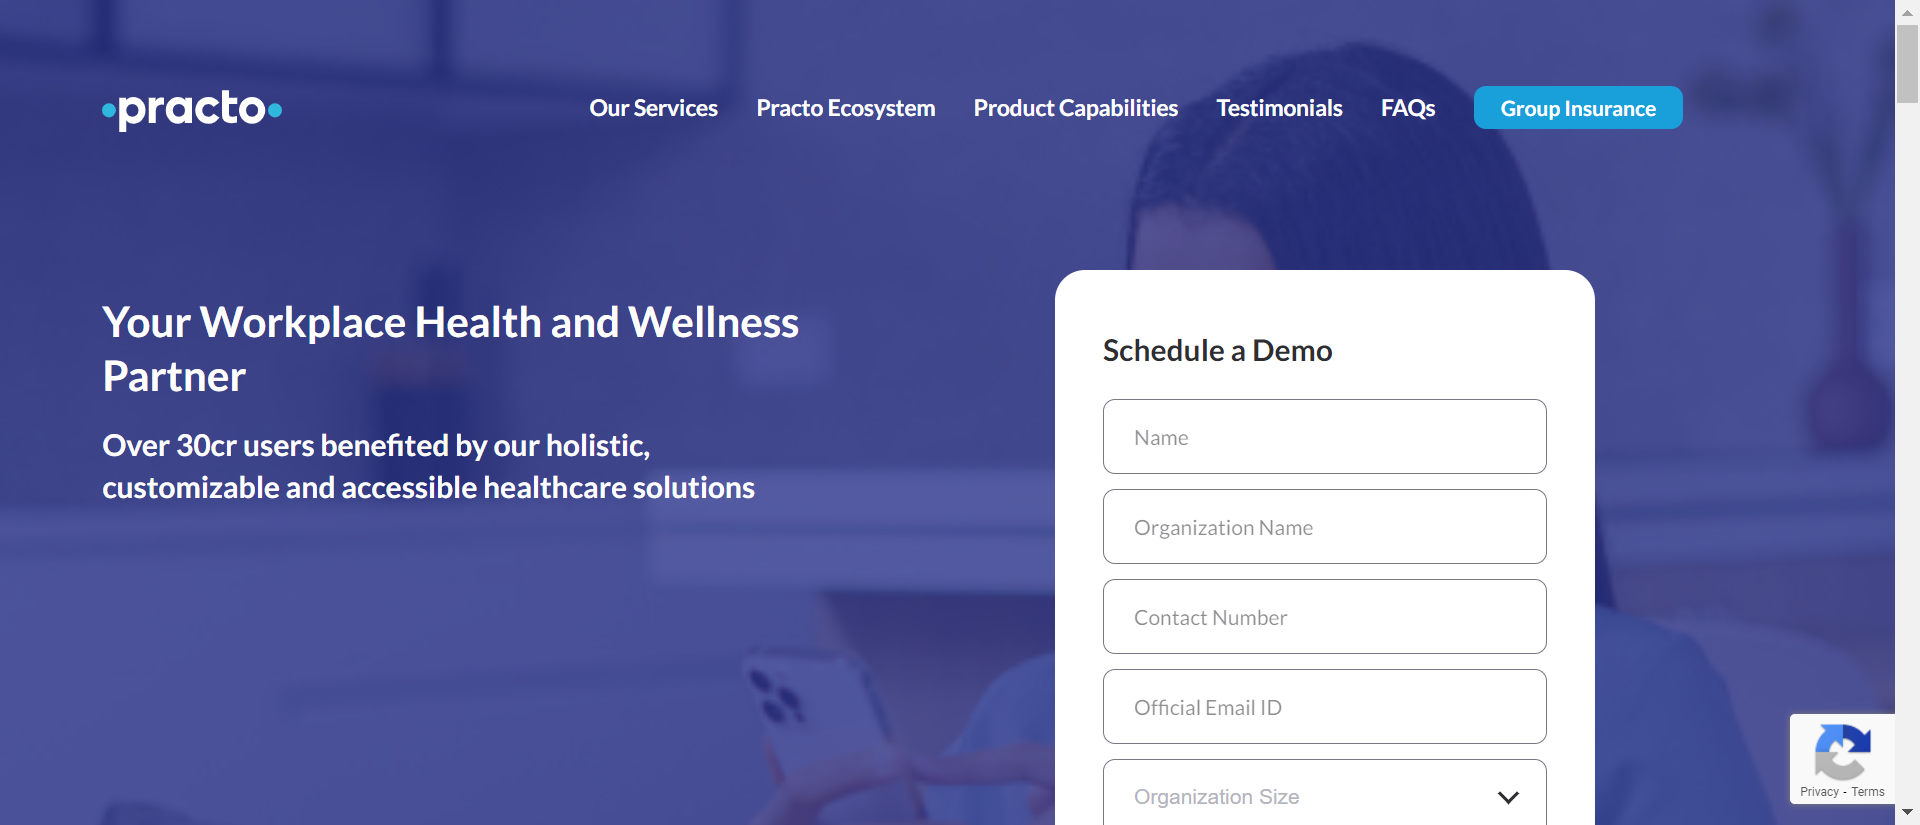 practo
Our Services
Practo Ecosystem
Product Capabilities
Testimonials
FAQs
Group Insurance
Your Workplace Health and Wellness
Partner
Over 30cr users benefited by our holistic,
customizable and accessible healthcare solutions
Schedule a Demo
Name
Organization Name
Contact Number
Official Email ID
Organization Size
Privacy - Terms